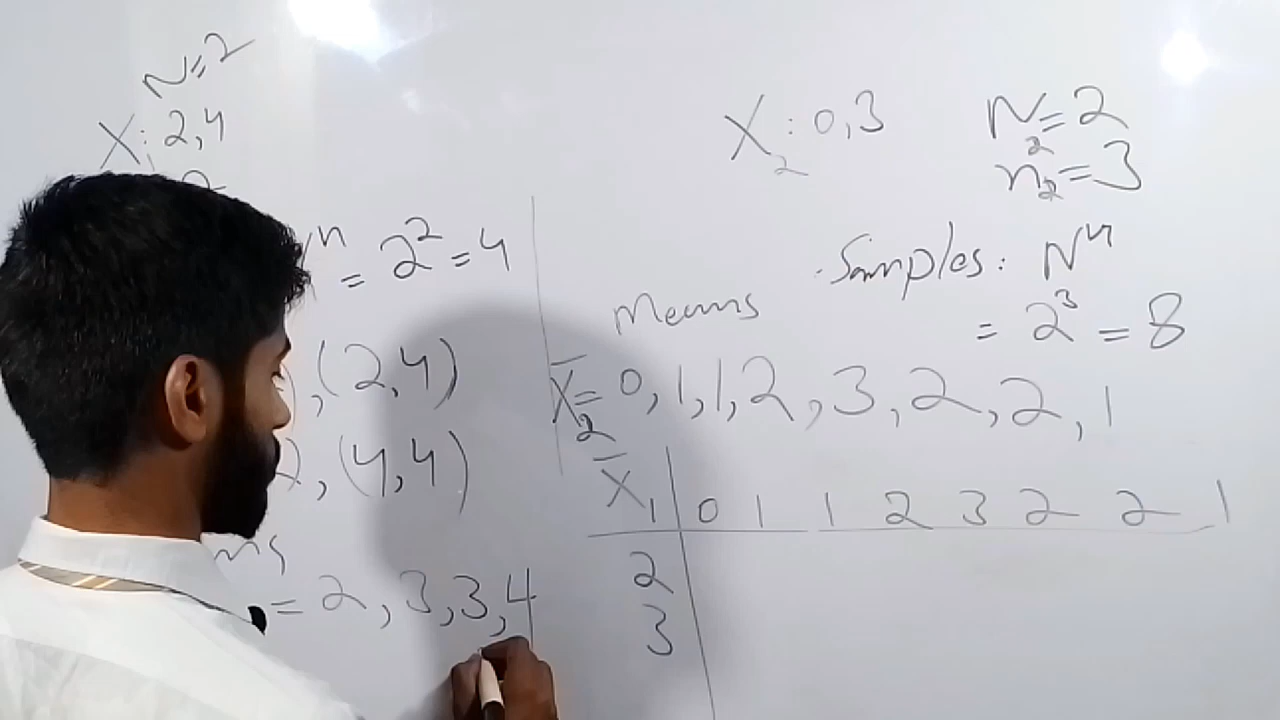 N=2
X₁: 2,4
n = 2² = 4
,(2,4)
2,(4,4)
= 2,3,3,4
X₂: 0,3
N₂=2
n₂=3
Samples: Nⁿ
= 2³ = 8
Means
X̄₂= 0,1,1,2,3,2,2,1
X̄₁ 0 1 1 2 3 2 2 1
2
3